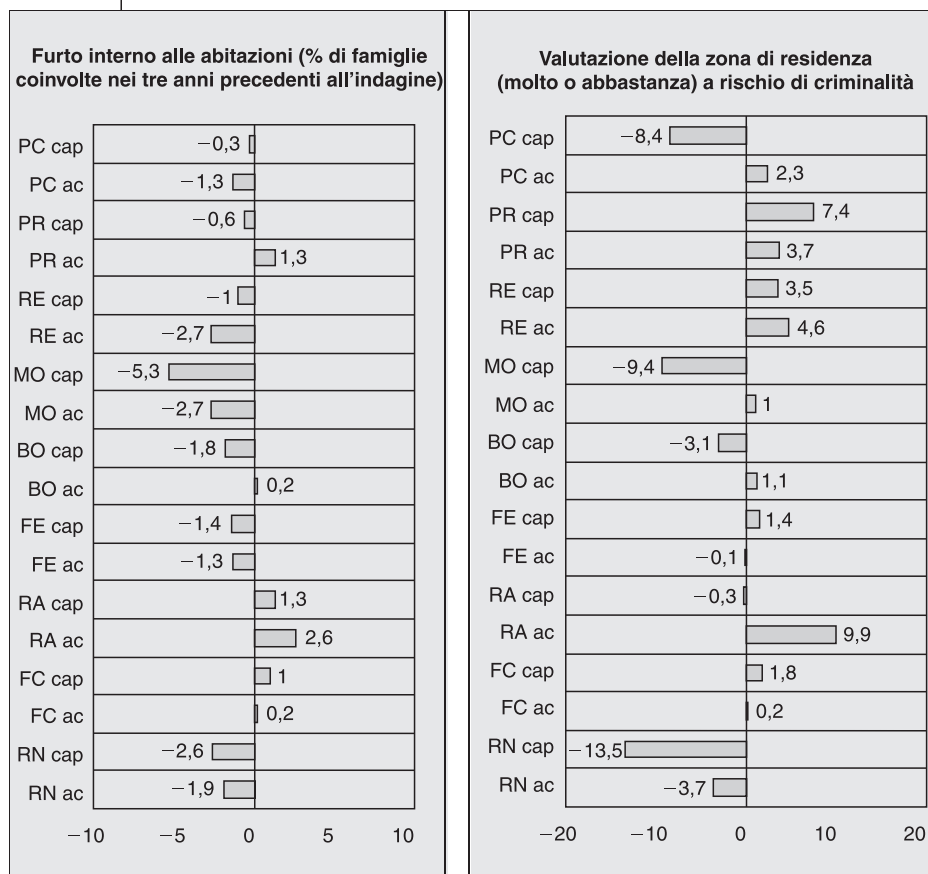 Furto interno alle abitazioni (% di famiglie
coinvolte nei tre anni precedenti all'indagine)
PC cap −0,3
PC ac −1,3
PR cap −0,6
PR ac 1,3
RE cap −1
RE ac −2,7
MO cap −5,3
MO ac −2,7
BO cap −1,8
BO ac 0,2
FE cap −1,4
FE ac −1,3
RA cap 1,3
RA ac 2,6
FC cap 1
FC ac 0,2
RN cap −2,6
RN ac −1,9
−10 −5 0 5 10
Valutazione della zona di residenza
(molto o abbastanza) a rischio di criminalità
PC cap −8,4
PC ac 2,3
PR cap 7,4
PR ac 3,7
RE cap 3,5
RE ac 4,6
MO cap −9,4
MO ac 1
BO cap −3,1
BO ac 1,1
FE cap 1,4
FE ac −0,1
RA cap −0,3
RA ac 9,9
FC cap 1,8
FC ac 0,2
RN cap −13,5
RN ac −3,7
−20 −10 0 10 20